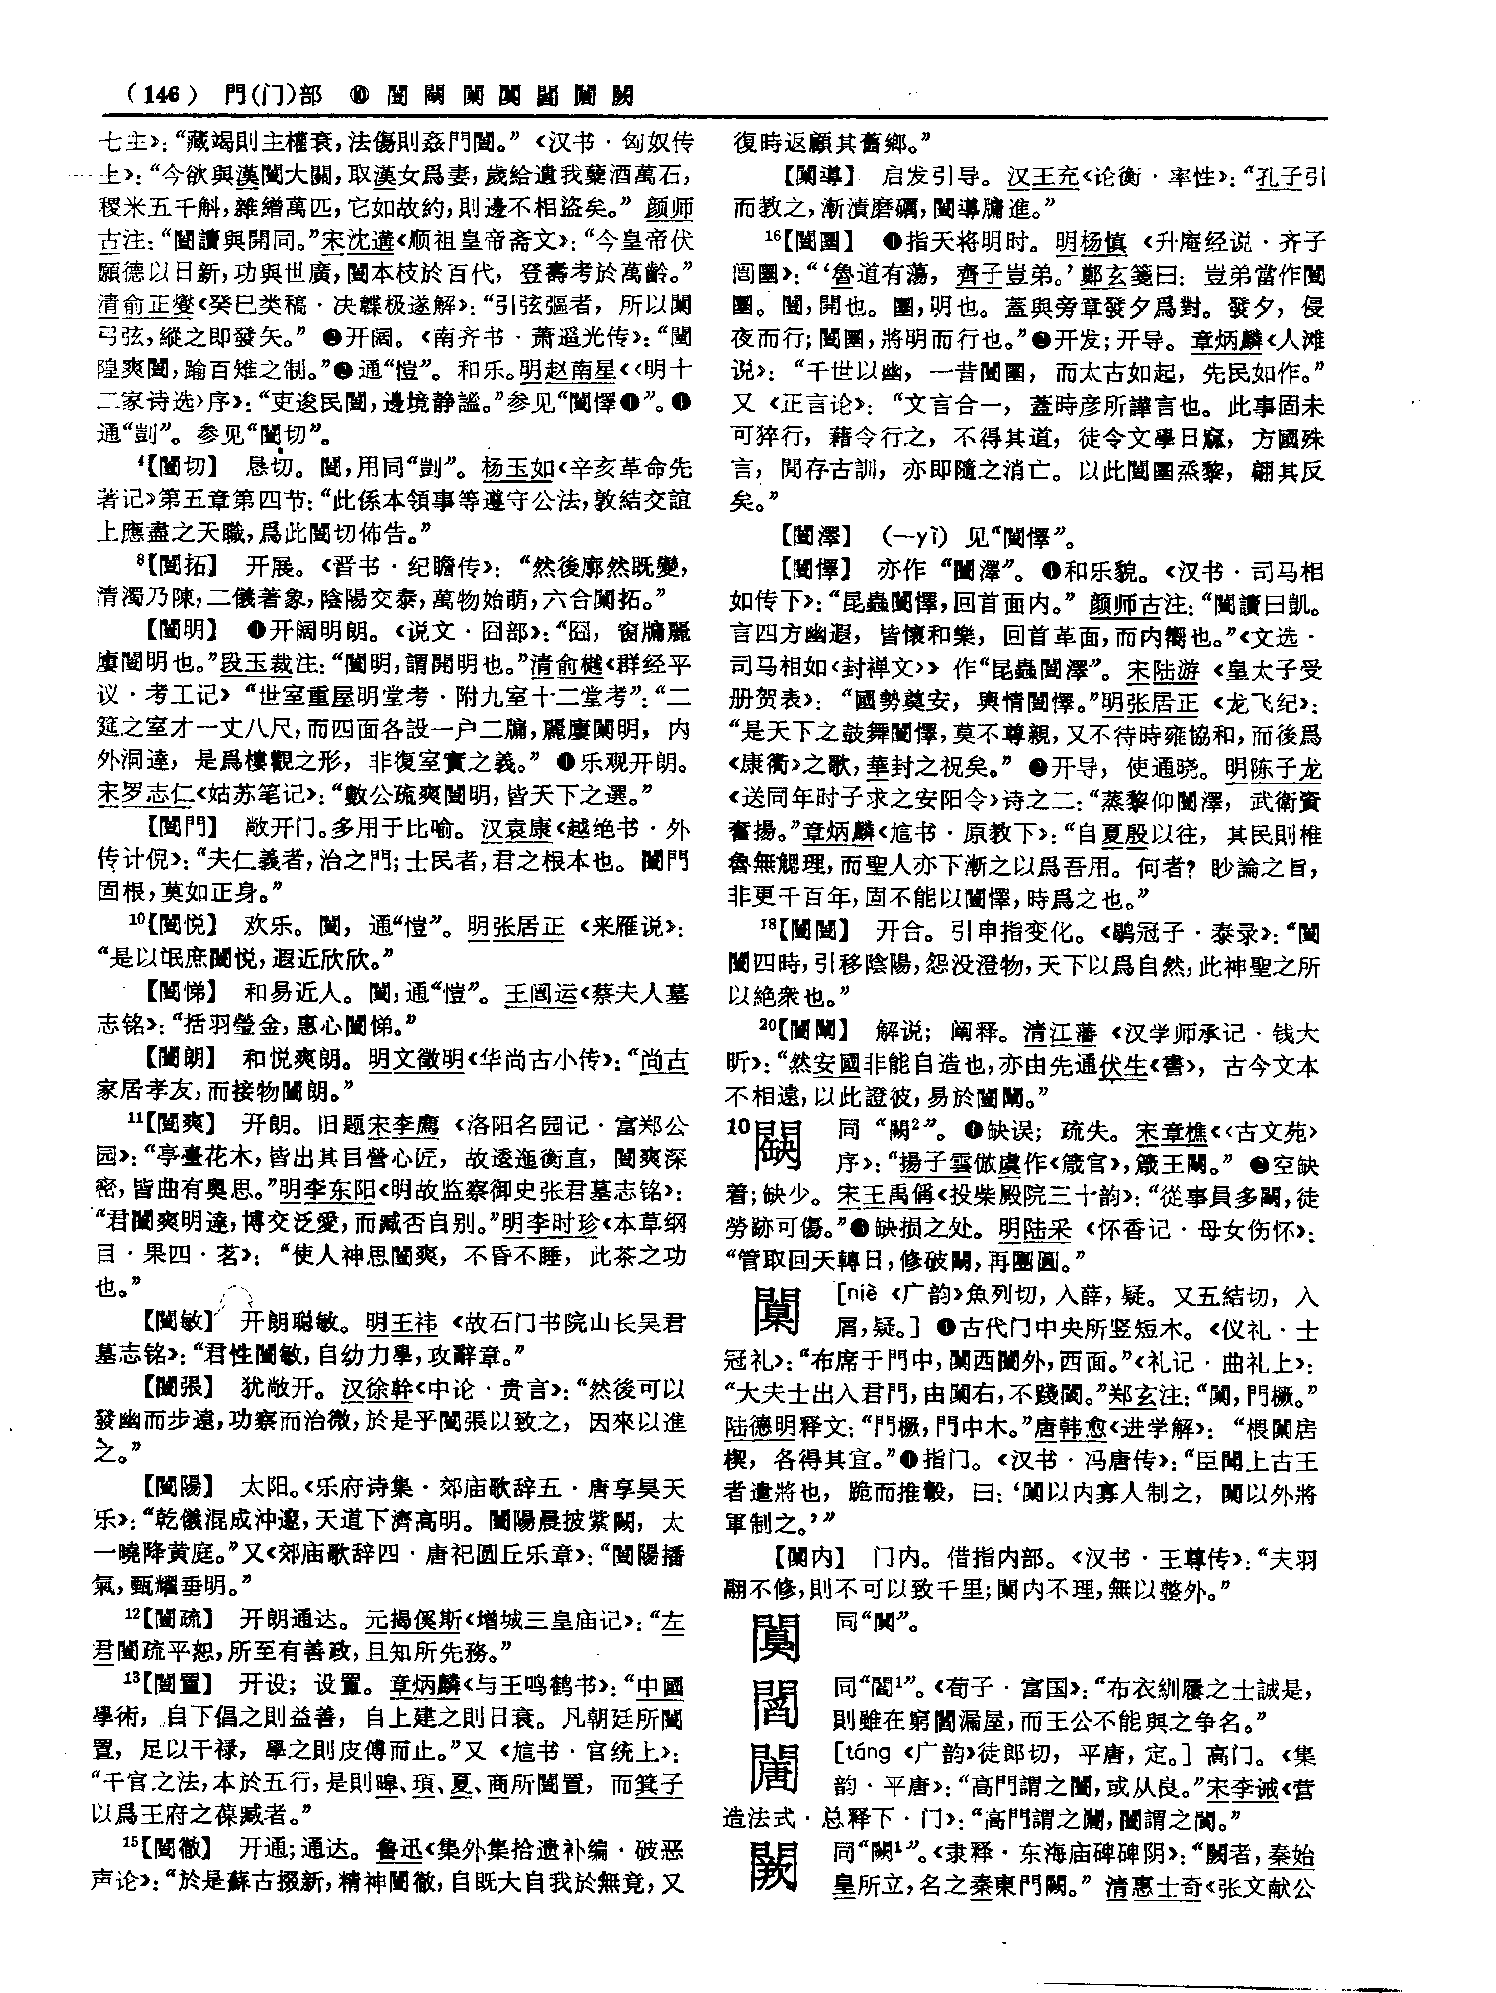 (146) 門(门)部 ⑩ 闓 闕 闑 闃 閻 闛 闕
七主》：“藏竭則主權衰，法傷則姦門闓。”《汉书·匈奴传
上》：“今欲與漢闓大關，取漢女爲妻，歲給遺我糵酒萬石，
稷米五千斛，雜繒萬匹，它如故約，則邊不相盜矣。”颜师
古注：“闓讀與開同。”宋沈遘《顺祖皇帝斋文》：“今皇帝伏
願德以日新，功與世廣，闓本枝於百代，登壽考於萬齡。”
清俞正燮《癸巳类稿·决韘极遂解》：“引弦彄者，所以闓
弓弦，縱之即發矢。”❷开阔。《南齐书·萧遥光传》：“闓
隍爽闓，踰百雉之制。”❸通“愷”。和乐。明赵南星《〈明十
二家诗选〉序》：“吏逡民闓，邊境静謐。”参见“闓懌❶”。❹
通“剴”。参见“闓切”。
⁴【闓切】 恳切。闓，用同“剴”。杨玉如《辛亥革命先
著记》第五章第四节：“此係本領事等遵守公法，敦結交誼
上應盡之天職，爲此闓切佈告。”
⁸【闓拓】 开展。《晋书·纪瞻传》：“然後廓然既變，
清濁乃陳，二儀著象，陰陽交泰，萬物始萌，六合闓拓。”
【闓明】 ❶开阔明朗。《说文·囧部》：“囧，窗牖麗
廔闓明也。”段玉裁注：“闓明，謂開明也。”清俞樾《群经平
议·考工记》“世室重屋明堂考·附九室十二堂考”：“二
筵之室才一丈八尺，而四面各設一户二牖，麗廔闓明，内
外洞達，是爲樓觀之形，非復室實之義。”❷乐观开朗。
宋罗志仁《姑苏笔记》：“數公疏爽闓明，皆天下之選。”
【闓門】 敞开门。多用于比喻。汉袁康《越绝书·外
传计倪》：“夫仁義者，治之門；士民者，君之根本也。闓門
固根，莫如正身。”
¹⁰【闓悦】 欢乐。闓，通“愷”。明张居正《来雁说》：
“是以氓庶闓悦，遐近欣欣。”
【闓悌】 和易近人。闓，通“愷”。王闿运《蔡夫人墓
志铭》：“括羽瑩金，惠心闓悌。”
【闓朗】 和悦爽朗。明文徵明《华尚古小传》：“尚古
家居孝友，而接物闓朗。”
¹¹【闓爽】 开朗。旧题宋李廌《洛阳名园记·富郑公
园》：“亭臺花木，皆出其目營心匠，故逶迤衡直，闓爽深
密，皆曲有奥思。”明李东阳《明故监察御史张君墓志铭》：
“君闓爽明達，博交泛愛，而臧否自别。”明李时珍《本草纲
目·果四·茗》：“使人神思闓爽，不昏不睡，此茶之功
也。”
【闓敏】 开朗聪敏。明王祎《故石门书院山长吴君
墓志铭》：“君性闓敏，自幼力學，攻辭章。”
【闓張】 犹敞开。汉徐幹《中论·贵言》：“然後可以
發幽而步遠，功察而治微，於是乎闓張以致之，因來以進
之。”
【闓陽】 太阳。《乐府诗集·郊庙歌辞五·唐享昊天
乐》：“乾儀混成沖邃，天道下濟高明。闓陽晨披紫闕，太
一曉降黄庭。”又《郊庙歌辞四·唐祀圆丘乐章》：“闓陽播
氣，甄耀垂明。”
¹²【闓疏】 开朗通达。元揭傒斯《增城三皇庙记》：“左
君闓疏平恕，所至有善政，且知所先務。”
¹³【闓置】 开设；设置。章炳麟《与王鸣鹤书》：“中國
學術，自下倡之則益善，自上建之則日衰。凡朝廷所闓
置，足以干禄，學之則皮傅而止。”又《訄书·官统上》：
“千官之法，本於五行，是則皞、頊、夏、商所闓置，而箕子
以爲王府之葆臧者。”
¹⁵【闓徹】 开通；通达。鲁迅《集外集拾遗补编·破恶
声论》：“於是蘇古掇新，精神闓徹，自既大自我於無竟，又
復時返顧其舊鄉。”
【闓導】 启发引导。汉王充《论衡·率性》：“孔子引
而教之，漸漬磨礪，闓導牖進。”
¹⁶【闓圛】 ❶指天将明时。明杨慎《升庵经说·齐子
闿圛》：“‘魯道有蕩，齊子豈弟。’鄭玄箋曰：豈弟當作闓
圛。闓，開也。圛，明也。蓋與旁章發夕爲對。發夕，侵
夜而行；闓圛，將明而行也。”❷开发；开导。章炳麟《人滩
说》：“千世以幽，一昔闓圛，而太古如起，先民如作。”
又《正言论》：“文言合一，蓋時彦所譁言也。此事固未
可猝行，藉令行之，不得其道，徒令文學日窳，方國殊
言，間存古訓，亦即隨之消亡。以此闓圛烝黎，翩其反
矣。”
【闓澤】 （—yì）见“闓懌”。
【闓懌】 亦作“闓澤”。❶和乐貌。《汉书·司马相
如传下》：“昆蟲闓懌，回首面内。”颜师古注：“闓讀曰凱。
言四方幽遐，皆懷和樂，回首革面，而内嚮也。”《文选·
司马相如〈封禅文〉》作“昆蟲闓澤”。宋陆游《皇太子受
册贺表》：“國勢奠安，輿情闓懌。”明张居正《龙飞纪》：
“是天下之鼓舞闓懌，莫不尊親，又不待時雍協和，而後爲
《康衢》之歌，華封之祝矣。”❷开导，使通晓。明陈子龙
《送同年时子求之安阳令》诗之二：“蒸黎仰闓澤，武衛資
奮揚。”章炳麟《訄书·原教下》：“自夏殷以往，其民則椎
魯無鰓理，而聖人亦下漸之以爲吾用。何者？眇論之旨，
非更千百年，固不能以闓懌，時爲之也。”
¹⁸【闓闔】 开合。引申指变化。《鹖冠子·泰录》：“闓
闔四時，引移陰陽，怨没澄物，天下以爲自然，此神聖之所
以絶衆也。”
²⁰【闓闡】 解说；阐释。清江藩《汉学师承记·钱大
昕》：“然安國非能自造也，亦由先通伏生《書》，古今文本
不相遠，以此證彼，易於闓闡。”
10 同“闕²”。❶缺误；疏失。宋章樵《〈古文苑〉
序》：“揚子雲倣虞作《箴官》，箴王闕。”❷空缺
着；缺少。宋王禹偁《投柴殿院三十韵》：“從事員多闕，徒
勞跡可傷。”❸缺损之处。明陆采《怀香记·母女伤怀》：
“管取回天轉日，修破闕，再團圓。”
闑 [niè 《广韵》魚列切，入薛，疑。又五結切，入
屑，疑。] ❶古代门中央所竖短木。《仪礼·士
冠礼》：“布席于門中，闑西閾外，西面。”《礼记·曲礼上》：
“大夫士出入君門，由闑右，不踐閾。”郑玄注：“闑，門橛。”
陆德明释文：“門橛，門中木。”唐韩愈《进学解》：“椳闑扂
楔，各得其宜。”❷指门。《汉书·冯唐传》：“臣聞上古王
者遣將也，跪而推轂，曰：‘闑以内寡人制之，闑以外將
軍制之。’”
【闑内】 门内。借指内部。《汉书·王尊传》：“夫羽
翮不修，則不可以致千里；闑内不理，無以整外。”
闃 同“闃”。
閻 同“閻¹”。《荀子·富国》：“布衣紃屨之士誠是，
則雖在窮閻漏屋，而王公不能與之争名。”
闛 [táng 《广韵》徒郎切，平唐，定。] 高门。《集
韵·平唐》：“高門謂之闛，或从良。”宋李诫《营
造法式·总释下·门》：“高門謂之闛，闛謂之閬。”
闕 同“闕¹”。《隶释·东海庙碑碑阴》：“闕者，秦始
皇所立，名之秦東門闕。”清惠士奇《张文献公